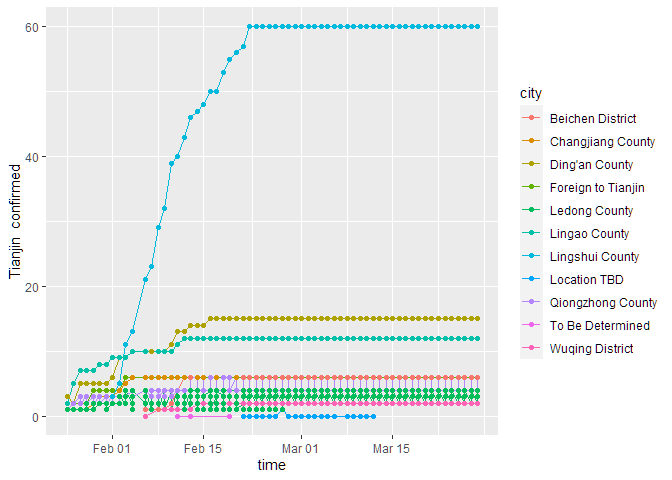 60
40
20
0
Tianjin confirmed
Feb 01
Feb 15
Mar 01
Mar 15
time
city
Beichen District
Changjiang County
Ding'an County
Foreign to Tianjin
Ledong County
Lingao County
Lingshui County
Location TBD
Qiongzhong County
To Be Determined
Wuqing District